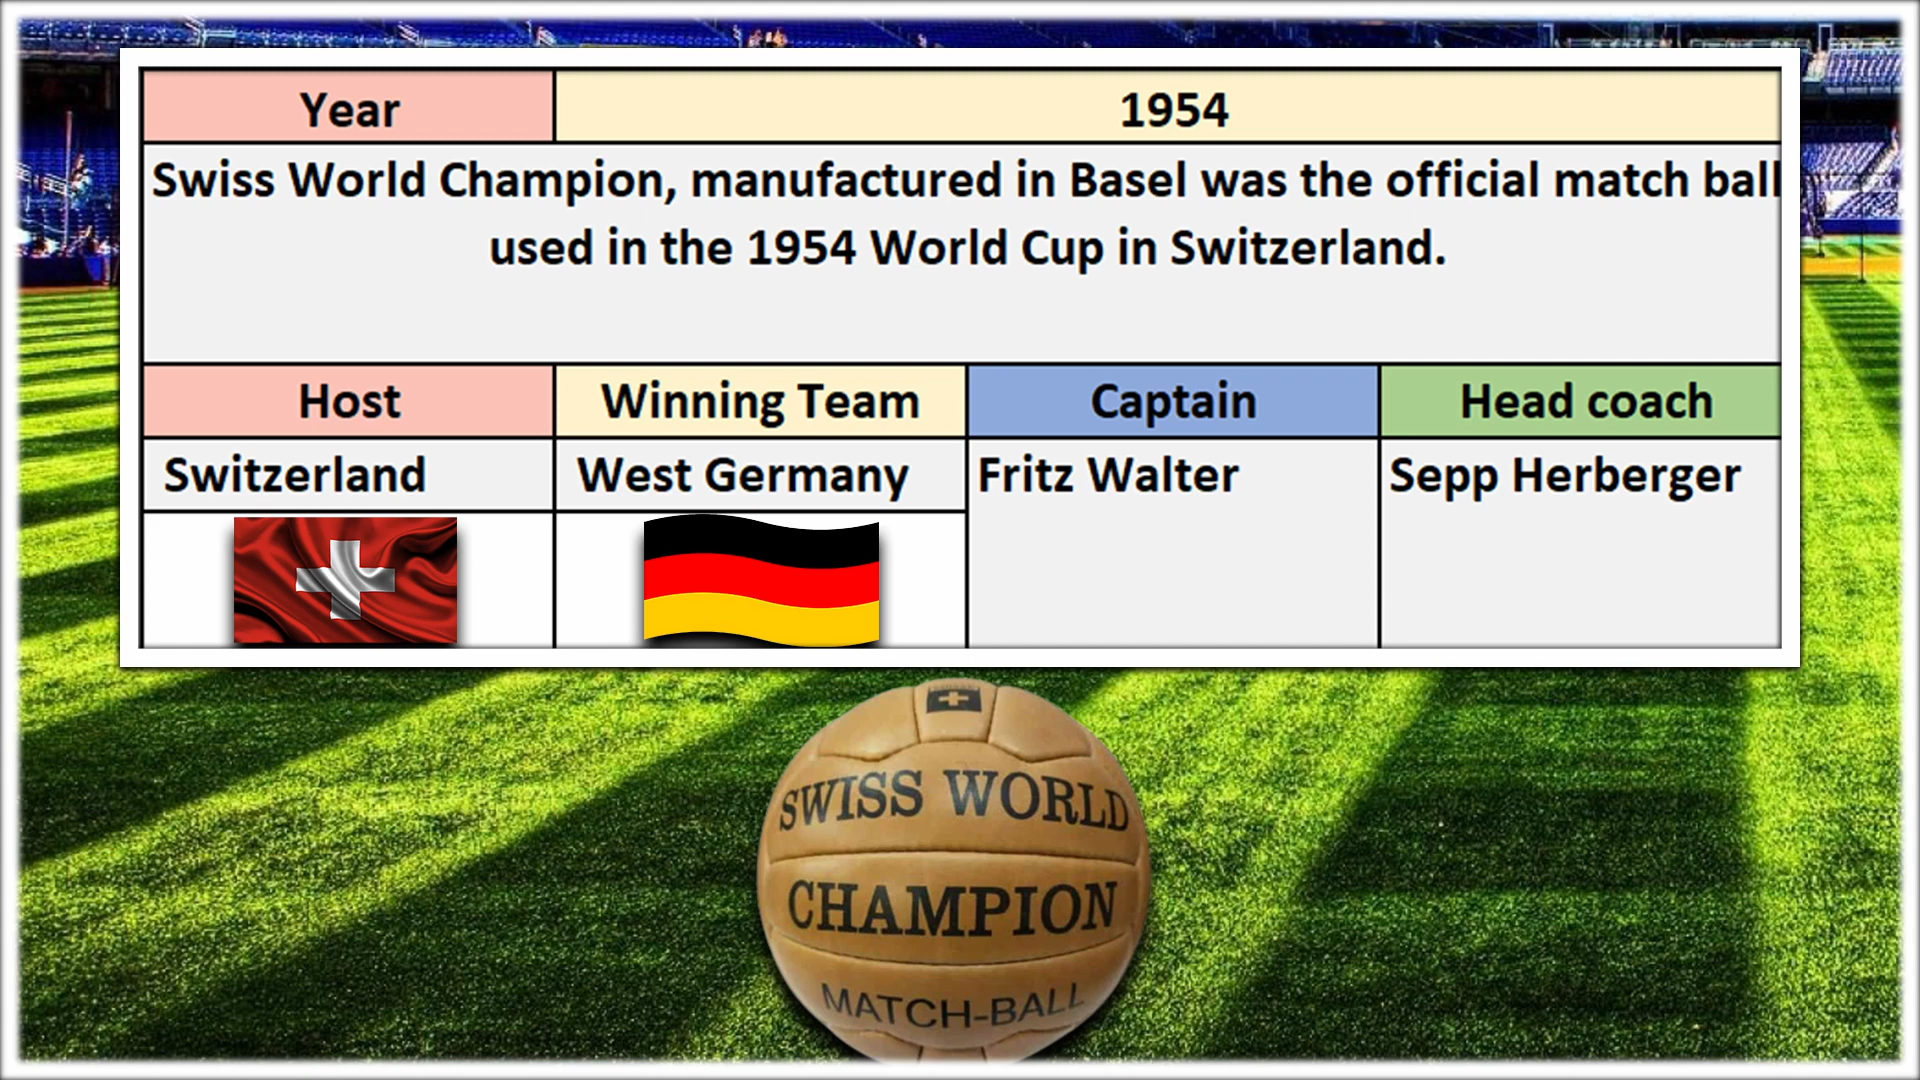 Year 1954
Swiss World Champion, manufactured in Basel was the official match ball
used in the 1954 World Cup in Switzerland.
Host Winning Team Captain Head coach
Switzerland West Germany Fritz Walter Sepp Herberger
SWISS WORLD
CHAMPION
MATCH-BALL